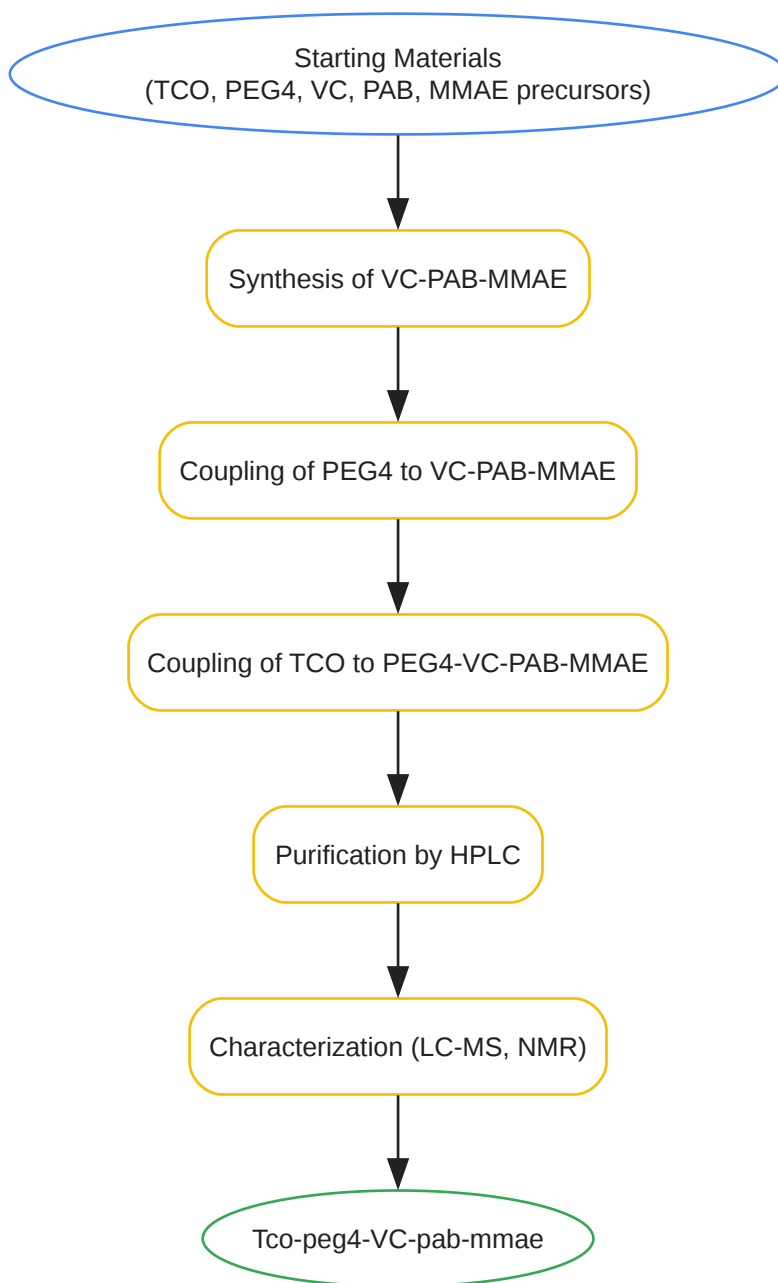 Starting Materials
(TCO, PEG4, VC, PAB, MMAE precursors)
Synthesis of VC-PAB-MMAE
Coupling of PEG4 to VC-PAB-MMAE
Coupling of TCO to PEG4-VC-PAB-MMAE
Purification by HPLC
Characterization (LC-MS, NMR)
Tco-peg4-VC-pab-mmae